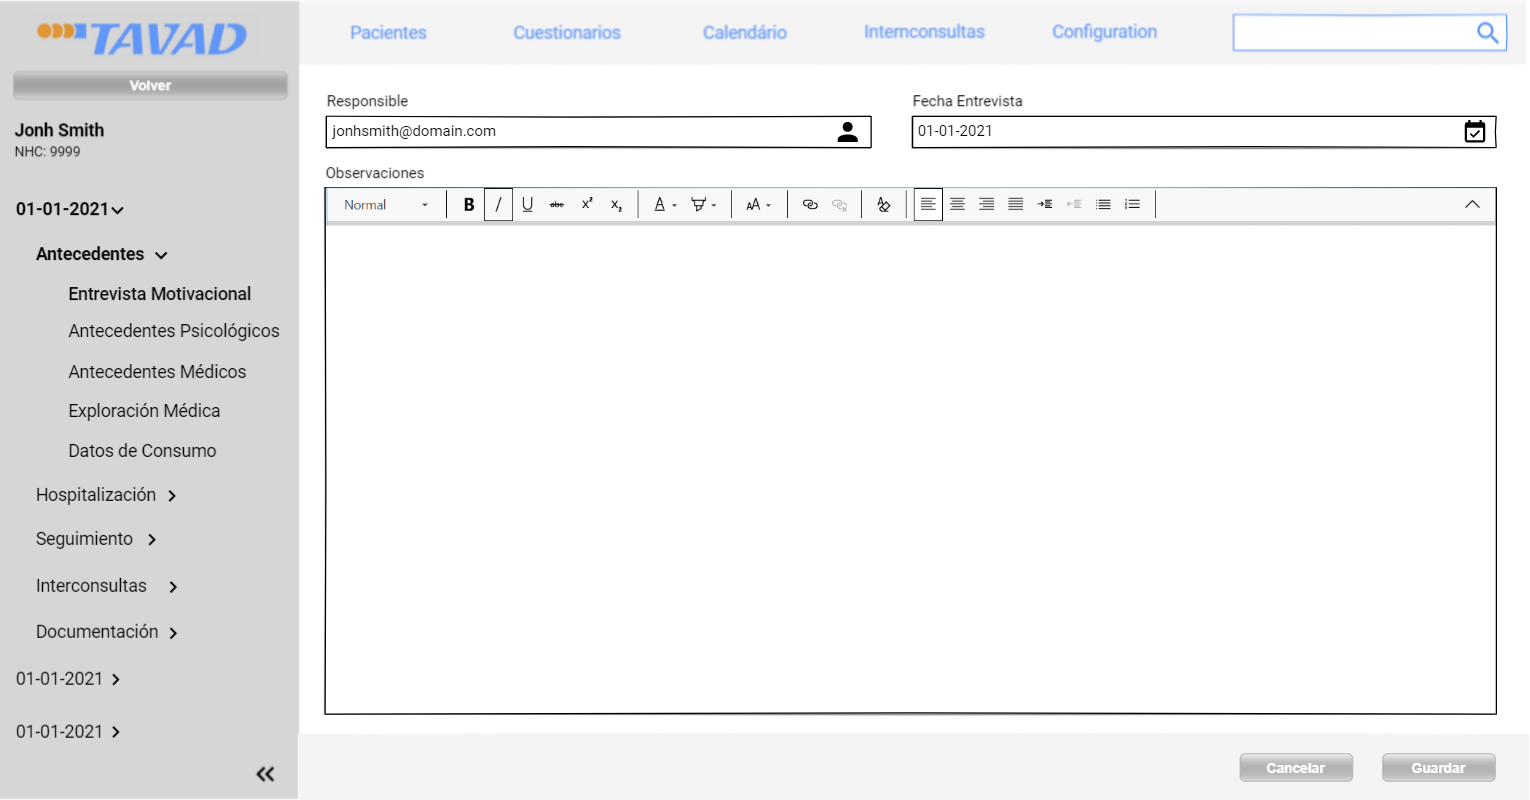 TAVAD
Pacientes
Cuestionarios
Calendário
Internconsultas
Configuration
Volver
Jonh Smith
NHC: 9999
01-01-2021
Antecedentes
Entrevista Motivacional
Antecedentes Psicológicos
Antecedentes Médicos
Exploración Médica
Datos de Consumo
Hospitalización
Seguimiento
Interconsultas
Documentación
01-01-2021
01-01-2021
Responsible
jonhsmith@domain.com
Fecha Entrevista
01-01-2021
Observaciones
Normal B / U abc x² x₂ A AA
Cancelar
Guardar